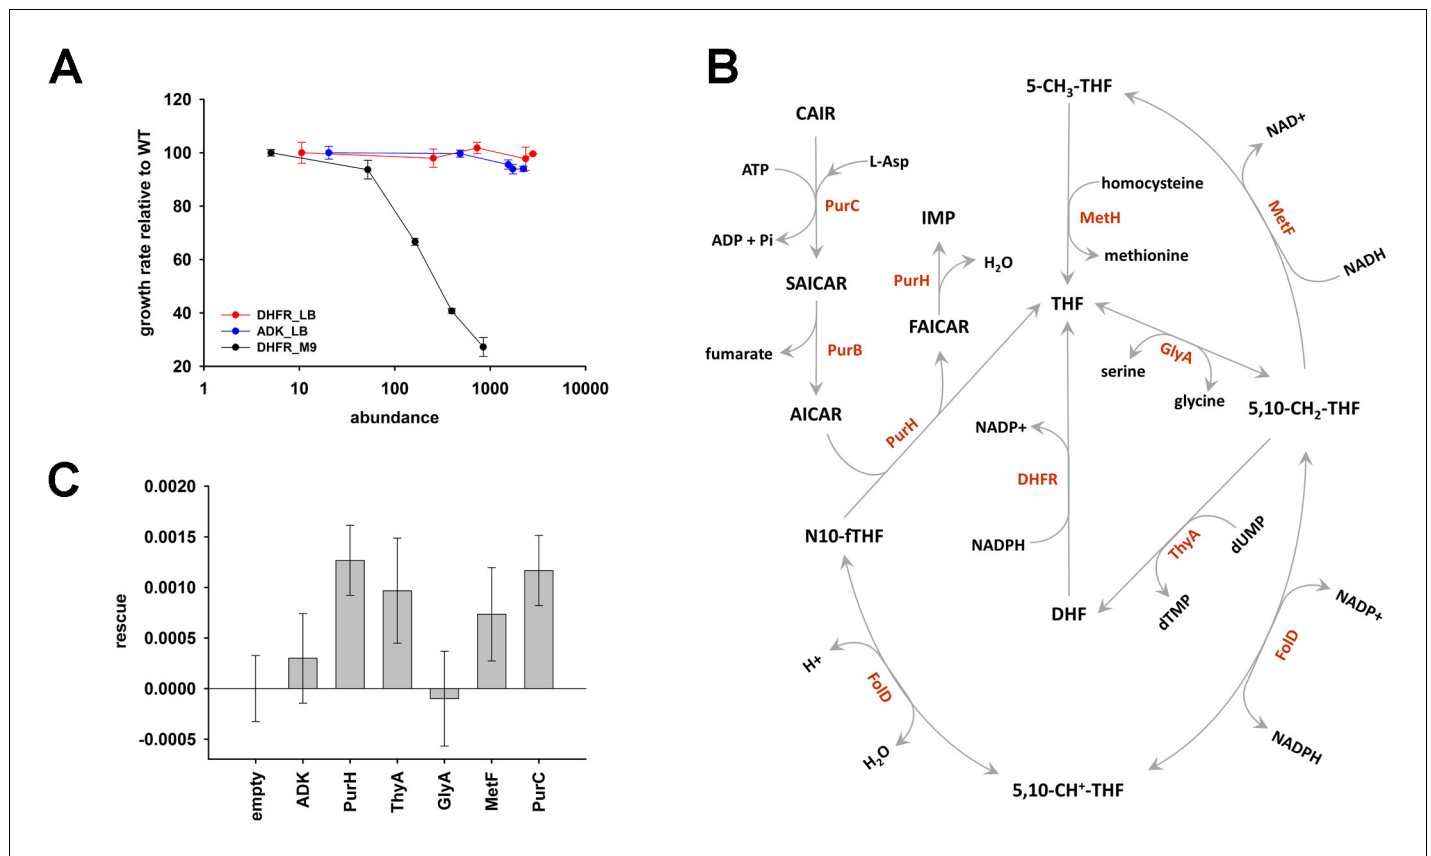 A
growth rate relative to WT
120
100
80
60
40
20
DHFR_LB
ADK_LB
DHFR_M9
1
10
100
1000
10000
abundance
B
5-CH₃-THF
CAIR
NAD+
ATP
L-Asp
homocysteine
PurC
IMP
MetH
MetF
ADP + Pi
methionine
H₂O
NADH
SAICAR
PurH
THF
FAICAR
fumarate
PurB
GlyA
serine
glycine
AICAR
5,10-CH₂-THF
PurH
NADP+
DHFR
N10-fTHF
NADPH
ThyA
dUMP
DHF
dTMP
NADP+
FolD
H+
FolD
H₂O
NADPH
5,10-CH⁺-THF
C
rescue
0.0020
0.0015
0.0010
0.0005
0.0000
-0.0005
empty
ADK
PurH
ThyA
GlyA
MetF
PurC